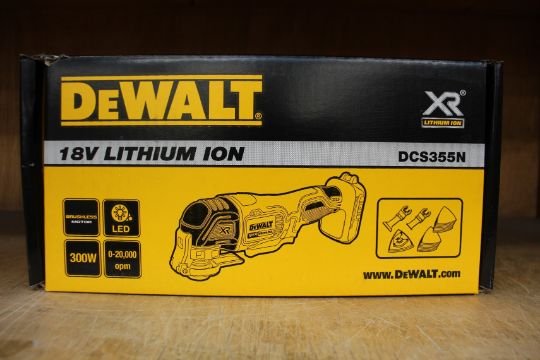 DEWALT®
XR®
LITHIUM ION
18V LITHIUM ION
DCS355N
BRUSHLESS
MOTOR
LED
300W
0-20,000
opm
DEWALT
XR
www.DEWALT.com